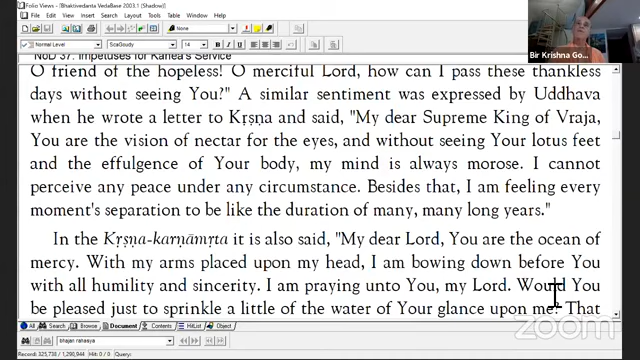 Folio Views - [Bhaktivedanta VedaBase 2003.1 (Shadow)]
File Edit View Search Layout Text Tools Window Help
<None>
Normal Level ScaGoudy 14 B I U
NoD 37: Impetuses for Kṛṣṇa's Service
O friend of the hopeless! O merciful Lord, how can I pass these thankless
days without seeing You?" A similar sentiment was expressed by Uddhava
when he wrote a letter to Kṛṣṇa and said, "My dear Supreme King of Vraja,
You are the vision of nectar for the eyes, and without seeing Your lotus feet
and the effulgence of Your body, my mind is always morose. I cannot
perceive any peace under any circumstance. Besides that, I am feeling every
moment's separation to be like the duration of many, many long years."
In the Kṛṣṇa-karṇāmṛta it is also said, "My dear Lord, You are the ocean of
mercy. With my arms placed upon my head, I am bowing down before You
with all humility and sincerity. I am praying unto You, my Lord. Would You
be pleased just to sprinkle a little of the water of Your glance upon me? That
All Search Browse Document Contents HitList Object
bhajan rahasya
Record: 325,738 / 1,298,944 Hit: 0 / 0 Query:
Bir Krishna Go...
zoom